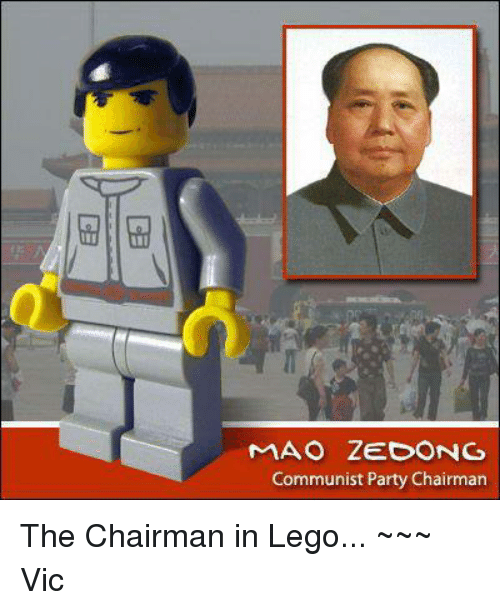 MAO ZEDONG
Communist Party Chairman
The Chairman in Lego... ~~~
Vic